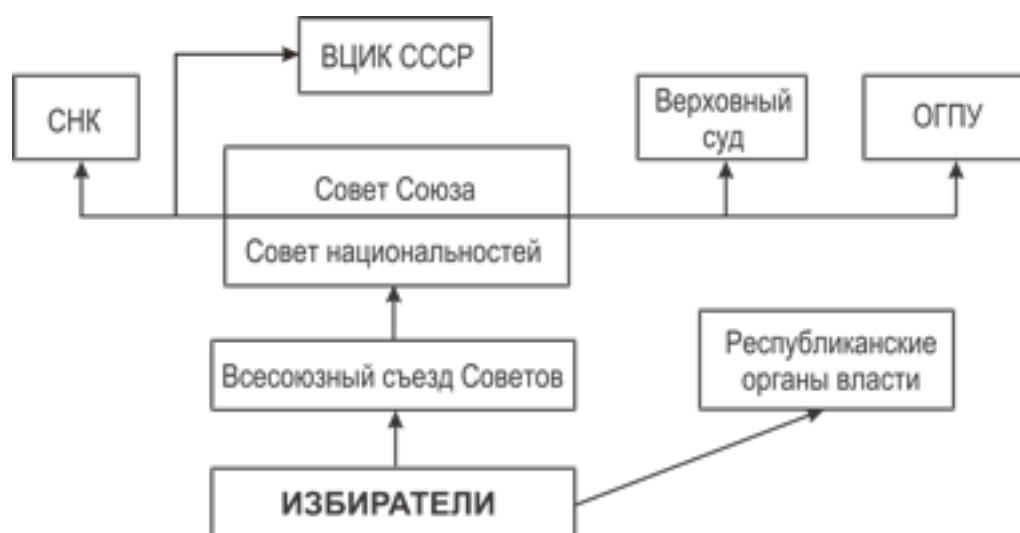 ВЦИК СССР
СНК
Верховный
суд
ОГПУ
Совет Союза
Совет национальностей
Республиканские
органы власти
Всесоюзный съезд Советов
ИЗБИРАТЕЛИ